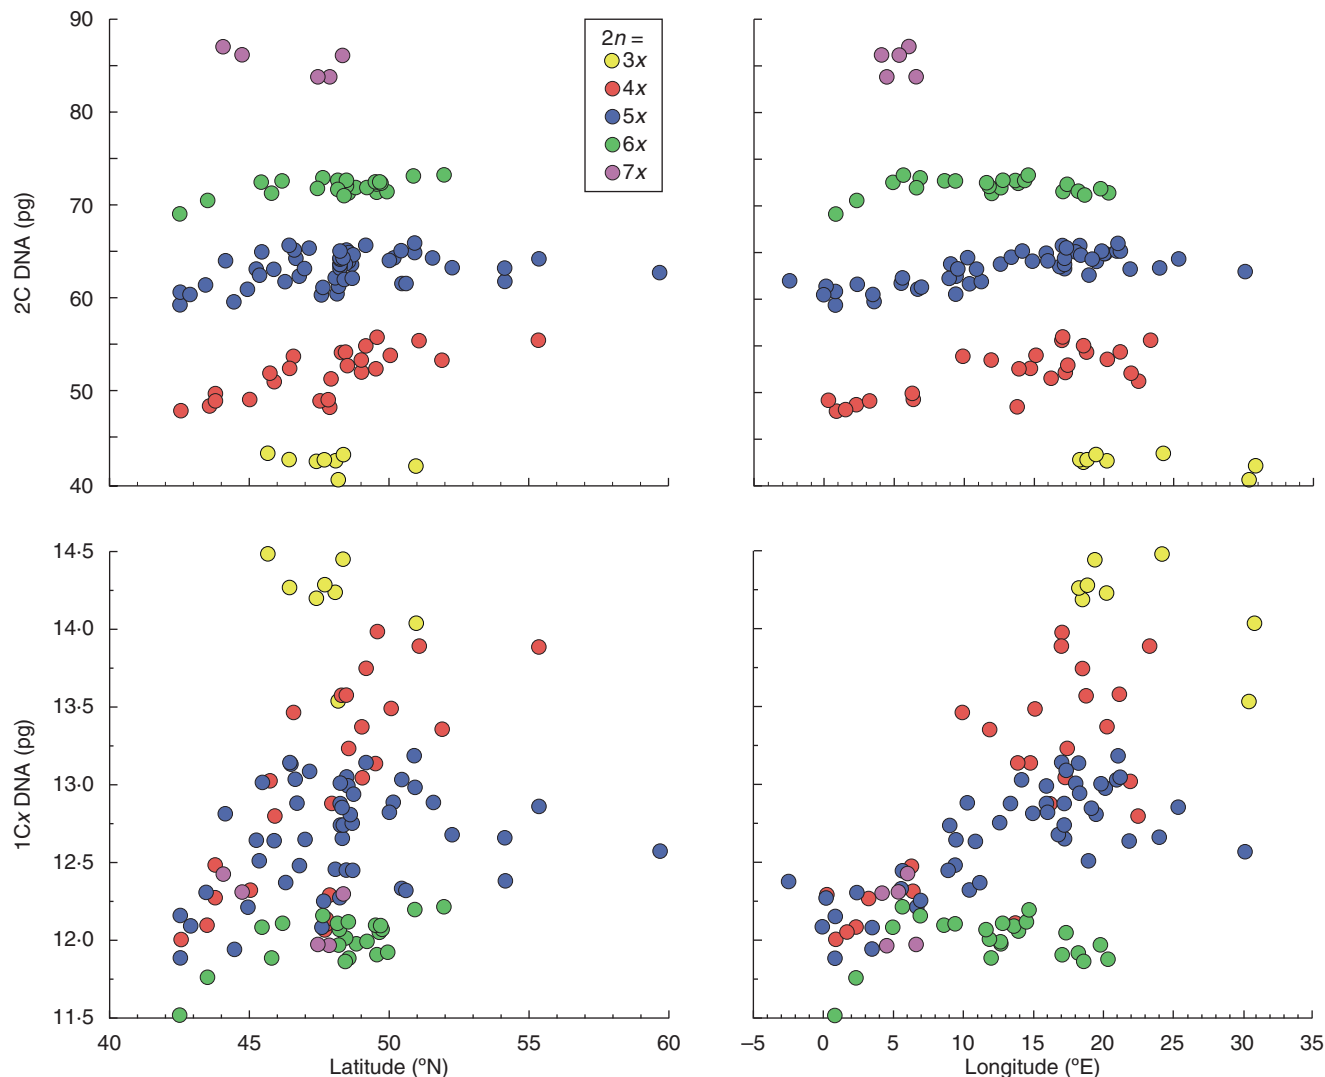 90
80
70
60
50
40
2C DNA (pg)
2n =
3x
4x
5x
6x
7x
14·5
14·0
13·5
13·0
12·5
12·0
11·5
1Cx DNA (pg)
40 45 50 55 60
Latitude (ºN)
–5 0 5 10 15 20 25 30 35
Longitude (ºE)